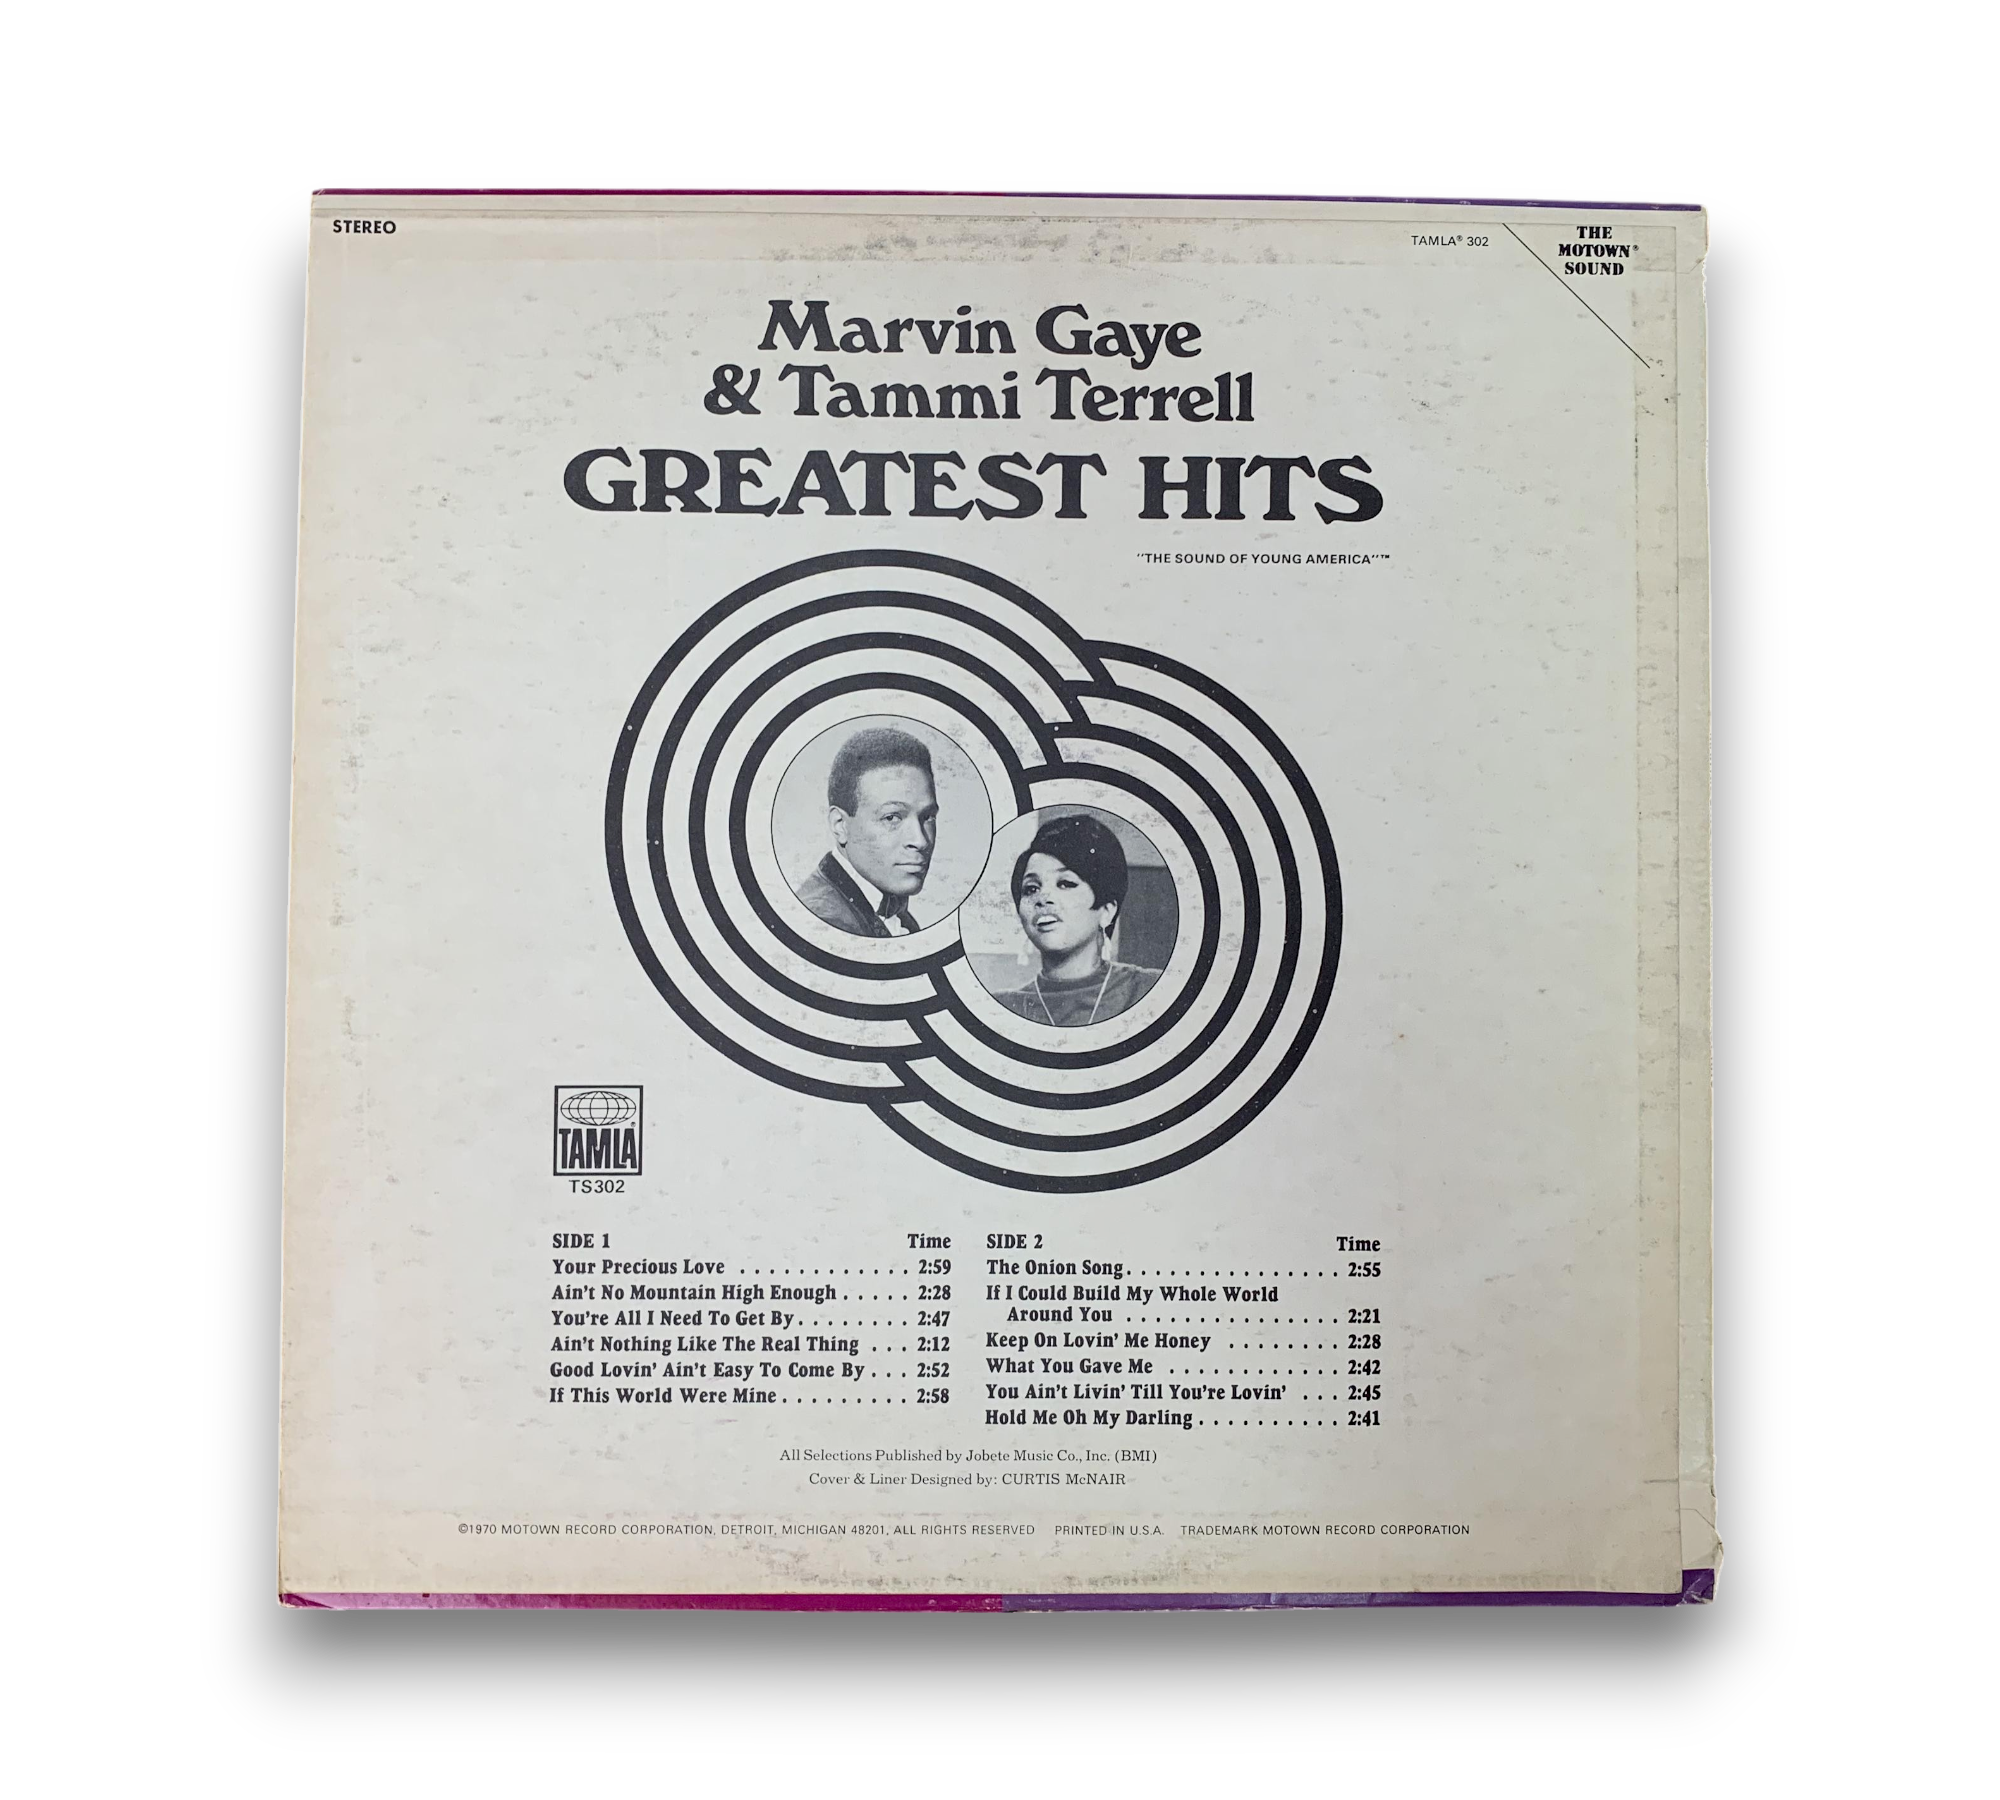 STEREO
TAMLA® 302
THE
MOTOWN®
SOUND
Marvin Gaye
& Tammi Terrell
GREATEST HITS
"THE SOUND OF YOUNG AMERICA"™
TAMLA®
TS302
SIDE 1 Time
Your Precious Love . . . . . . . . . . . . 2:59
Ain't No Mountain High Enough . . . . . 2:28
You're All I Need To Get By . . . . . . . . 2:47
Ain't Nothing Like The Real Thing . . . 2:12
Good Lovin' Ain't Easy To Come By . . . 2:52
If This World Were Mine . . . . . . . . . 2:58
SIDE 2 Time
The Onion Song . . . . . . . . . . . . . . . 2:55
If I Could Build My Whole World
Around You . . . . . . . . . . . . . . . 2:21
Keep On Lovin' Me Honey . . . . . . . . 2:28
What You Gave Me . . . . . . . . . . . . 2:42
You Ain't Livin' Till You're Lovin' . . . 2:45
Hold Me Oh My Darling . . . . . . . . . . 2:41
All Selections Published by Jobete Music Co., Inc. (BMI)
Cover & Liner Designed by: CURTIS McNAIR
©1970 MOTOWN RECORD CORPORATION, DETROIT, MICHIGAN 48201, ALL RIGHTS RESERVED PRINTED IN U.S.A. TRADEMARK MOTOWN RECORD CORPORATION